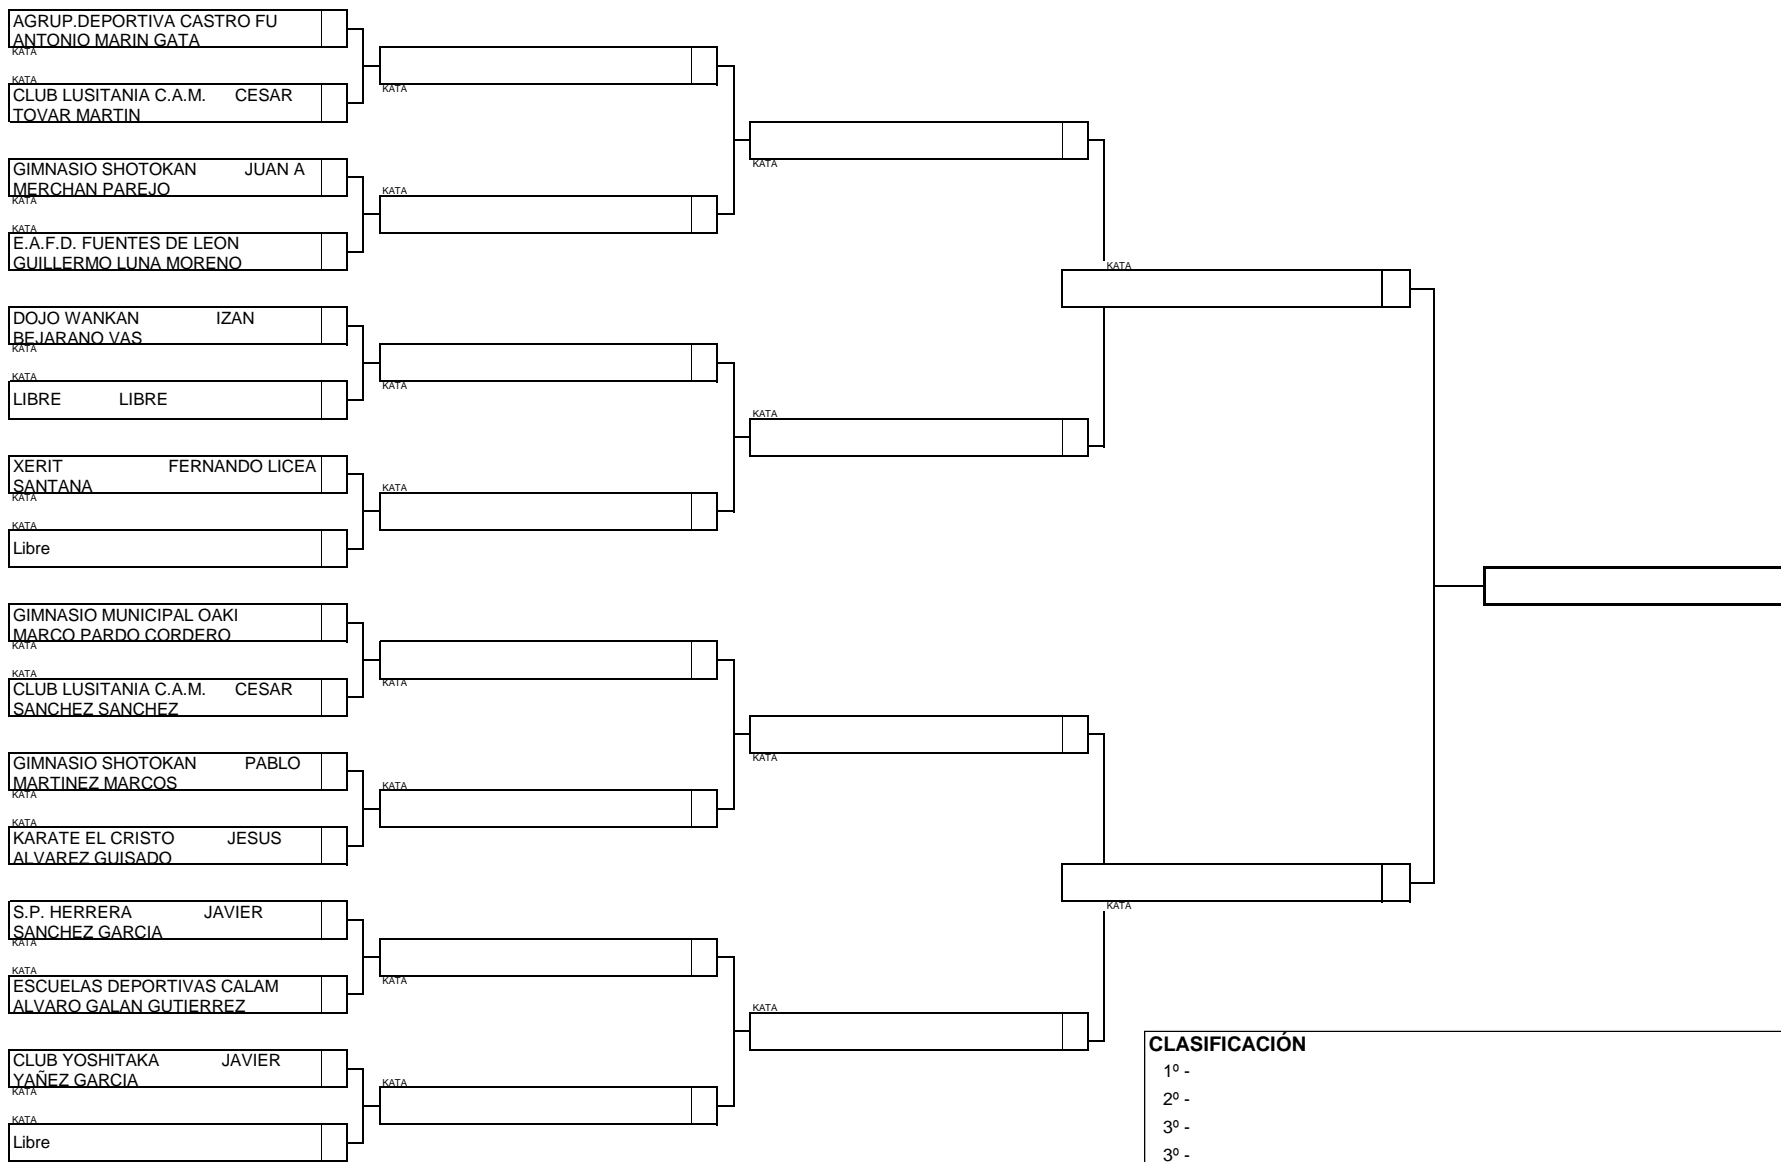 AGRUP.DEPORTIVA CASTRO FU
ANTONIO MARIN GATA
KATA
KATA
CLUB LUSITANIA C.A.M. CESAR
TOVAR MARTIN
GIMNASIO SHOTOKAN JUAN A
MERCHAN PAREJO
KATA
KATA
E.A.F.D. FUENTES DE LEON
GUILLERMO LUNA MORENO
DOJO WANKAN IZAN
BEJARANO VAS
KATA
KATA
LIBRE LIBRE
XERIT FERNANDO LICEA
SANTANA
KATA
KATA
Libre
GIMNASIO MUNICIPAL OAKI
MARCO PARDO CORDERO
KATA
KATA
CLUB LUSITANIA C.A.M. CESAR
SANCHEZ SANCHEZ
GIMNASIO SHOTOKAN PABLO
MARTINEZ MARCOS
KATA
KATA
KARATE EL CRISTO JESUS
ALVAREZ GUISADO
S.P. HERRERA JAVIER
SANCHEZ GARCIA
KATA
KATA
ESCUELAS DEPORTIVAS CALAM
ALVARO GALAN GUTIERREZ
CLUB YOSHITAKA JAVIER
YAÑEZ GARCIA
KATA
KATA
Libre
KATA
KATA
KATA
KATA
KATA
KATA
KATA
KATA
KATA
KATA
KATA
KATA
KATA
KATA
CLASIFICACIÓN
1º -
2º -
3º -
3º -